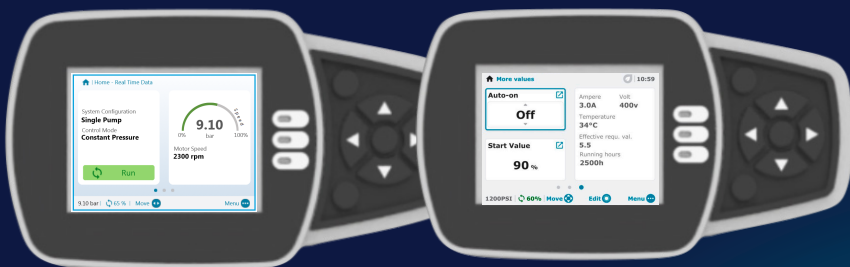 | Home - Real Time Data
System Configuration
Single Pump
Control Mode
Constant Pressure
Run
Speed
9.10
0% bar 100%
Motor Speed
2300 rpm
9.10 bar | 65 % | Move Menu
More values 10:59
Auto-on
Off
Start Value
90 %
Ampere Volt
3.0A 400v
Temperature
34°C
Effective requ. val.
5.5
Running hours
2500h
1200PSI | 60% | Move Edit Menu